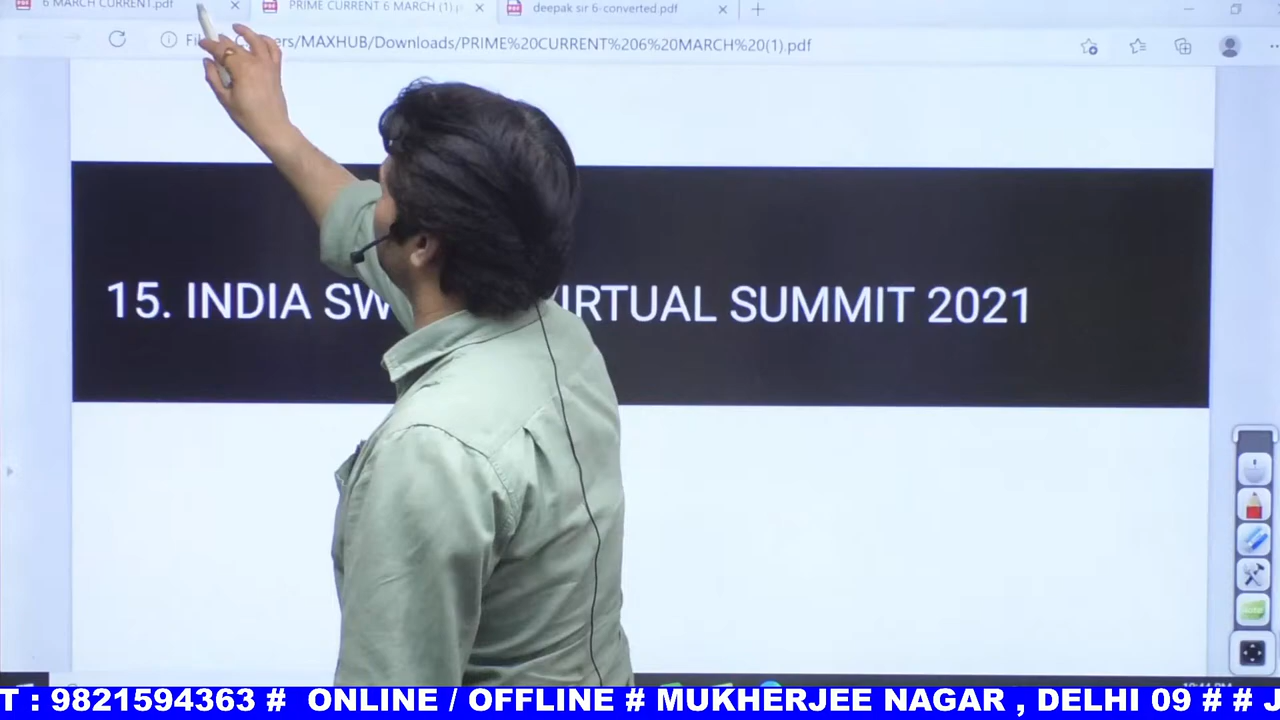 6 MARCH CURRENT.pdf
PRIME CURRENT 6 MARCH (1).p
deepak sir 6-converted.pdf
ers/MAXHUB/Downloads/PRIME%20CURRENT%206%20MARCH%20(1).pdf
15. INDIA SW VIRTUAL SUMMIT 2021
T : 9821594363 # ONLINE / OFFLINE # MUKHERJEE NAGAR , DELHI 09 # # J